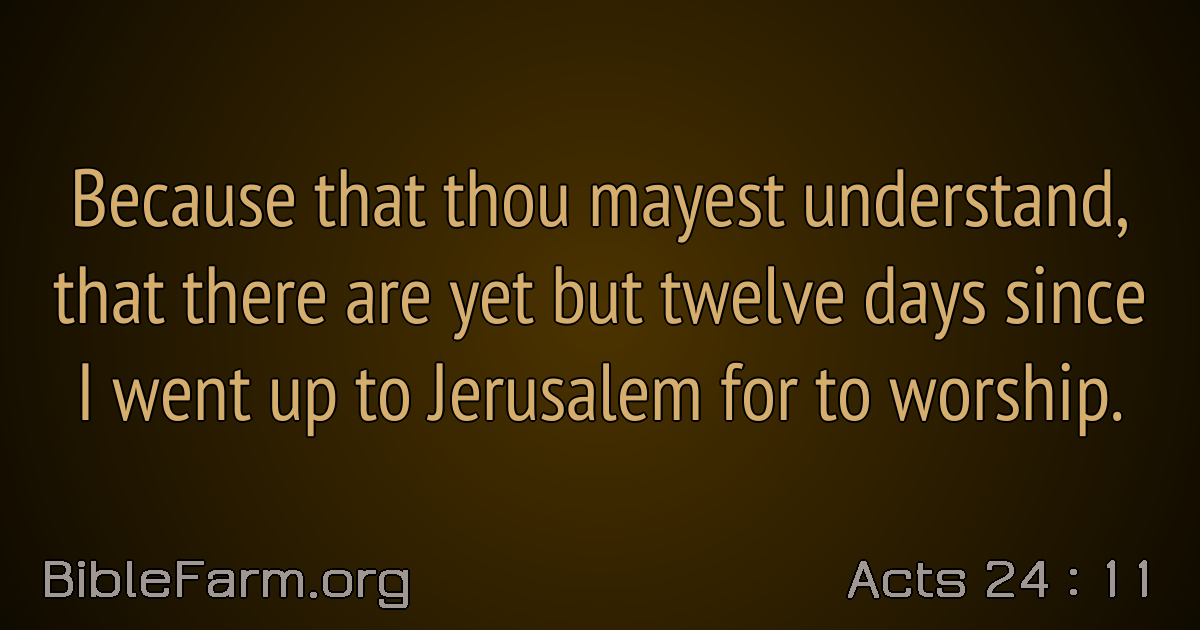 Because that thou mayest understand,
that there are yet but twelve days since
I went up to Jerusalem for to worship.
BibleFarm.org
Acts 24 : 11